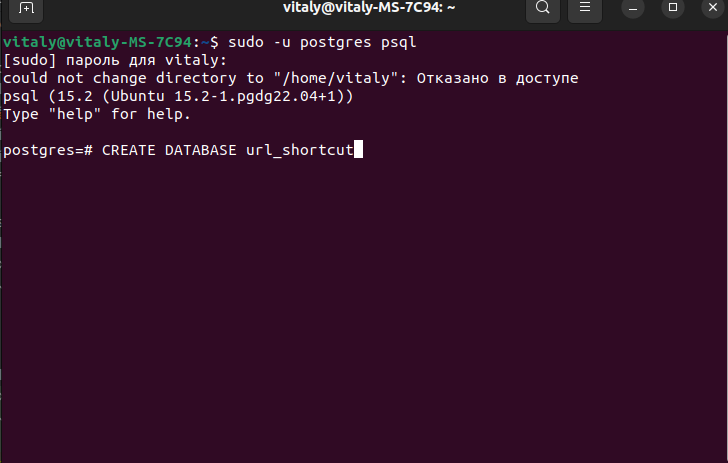 vitaly@vitaly-MS-7C94: ~
vitaly@vitaly-MS-7C94:~$ sudo -u postgres psql
[sudo] пароль для vitaly:
could not change directory to "/home/vitaly": Отказано в доступе
psql (15.2 (Ubuntu 15.2-1.pgdg22.04+1))
Type "help" for help.
postgres=# CREATE DATABASE url_shortcut